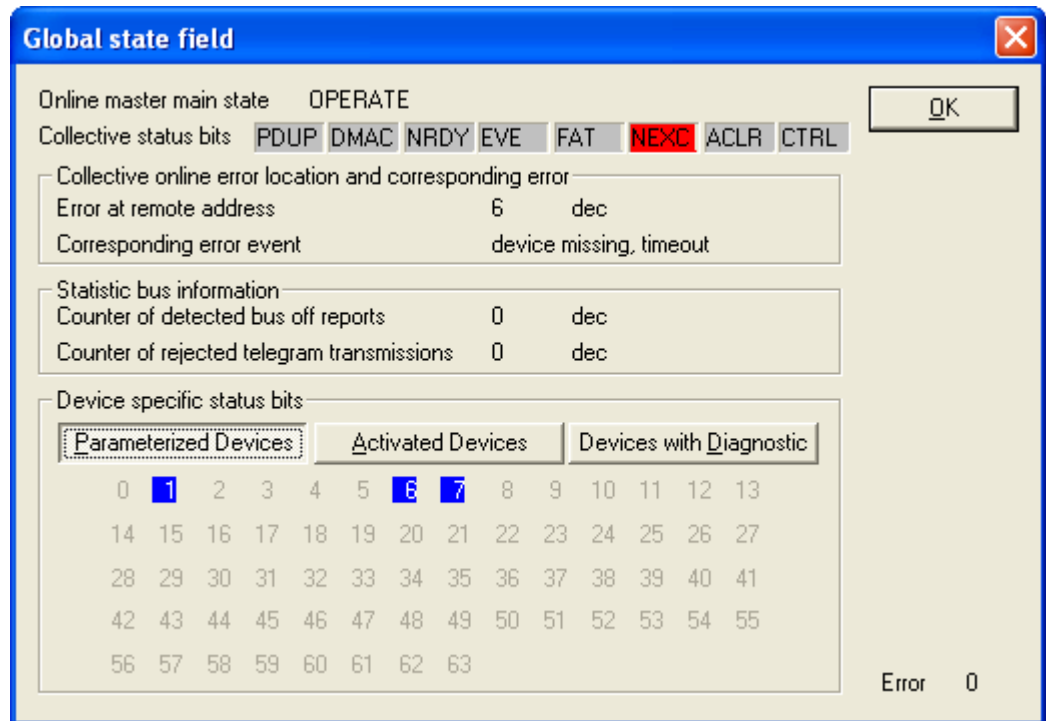 Global state field
Online master main state OPERATE
OK
Collective status bits PDUP DMAC NRDY EVE FAT NEXC ACLR CTRL
Collective online error location and corresponding error
Error at remote address 6 dec
Corresponding error event device missing, timeout
Statistic bus information
Counter of detected bus off reports 0 dec
Counter of rejected telegram transmissions 0 dec
Device specific status bits
Parameterized Devices Activated Devices Devices with Diagnostic
0 1 2 3 4 5 6 7 8 9 10 11 12 13
14 15 16 17 18 19 20 21 22 23 24 25 26 27
28 29 30 31 32 33 34 35 36 37 38 39 40 41
42 43 44 45 46 47 48 49 50 51 52 53 54 55
56 57 58 59 60 61 62 63
Error 0